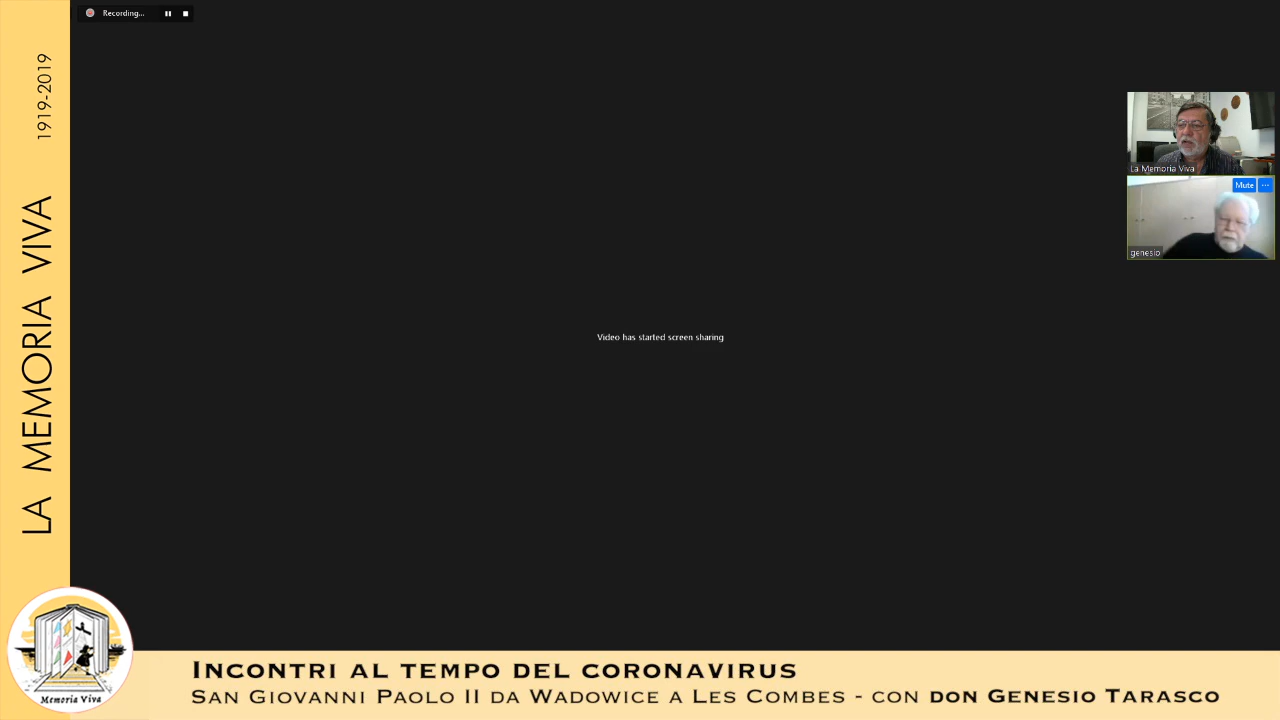 Recording...
1919-2019
LA MEMORIA VIVA
La Memoria Viva
Mute
genesio
Video has started screen sharing
Memoria Viva
INCONTRI AL TEMPO DEL CORONAVIRUS
SAN GIOVANNI PAOLO II DA WADOWICE A LES COMBES - CON DON GENESIO TARASCO